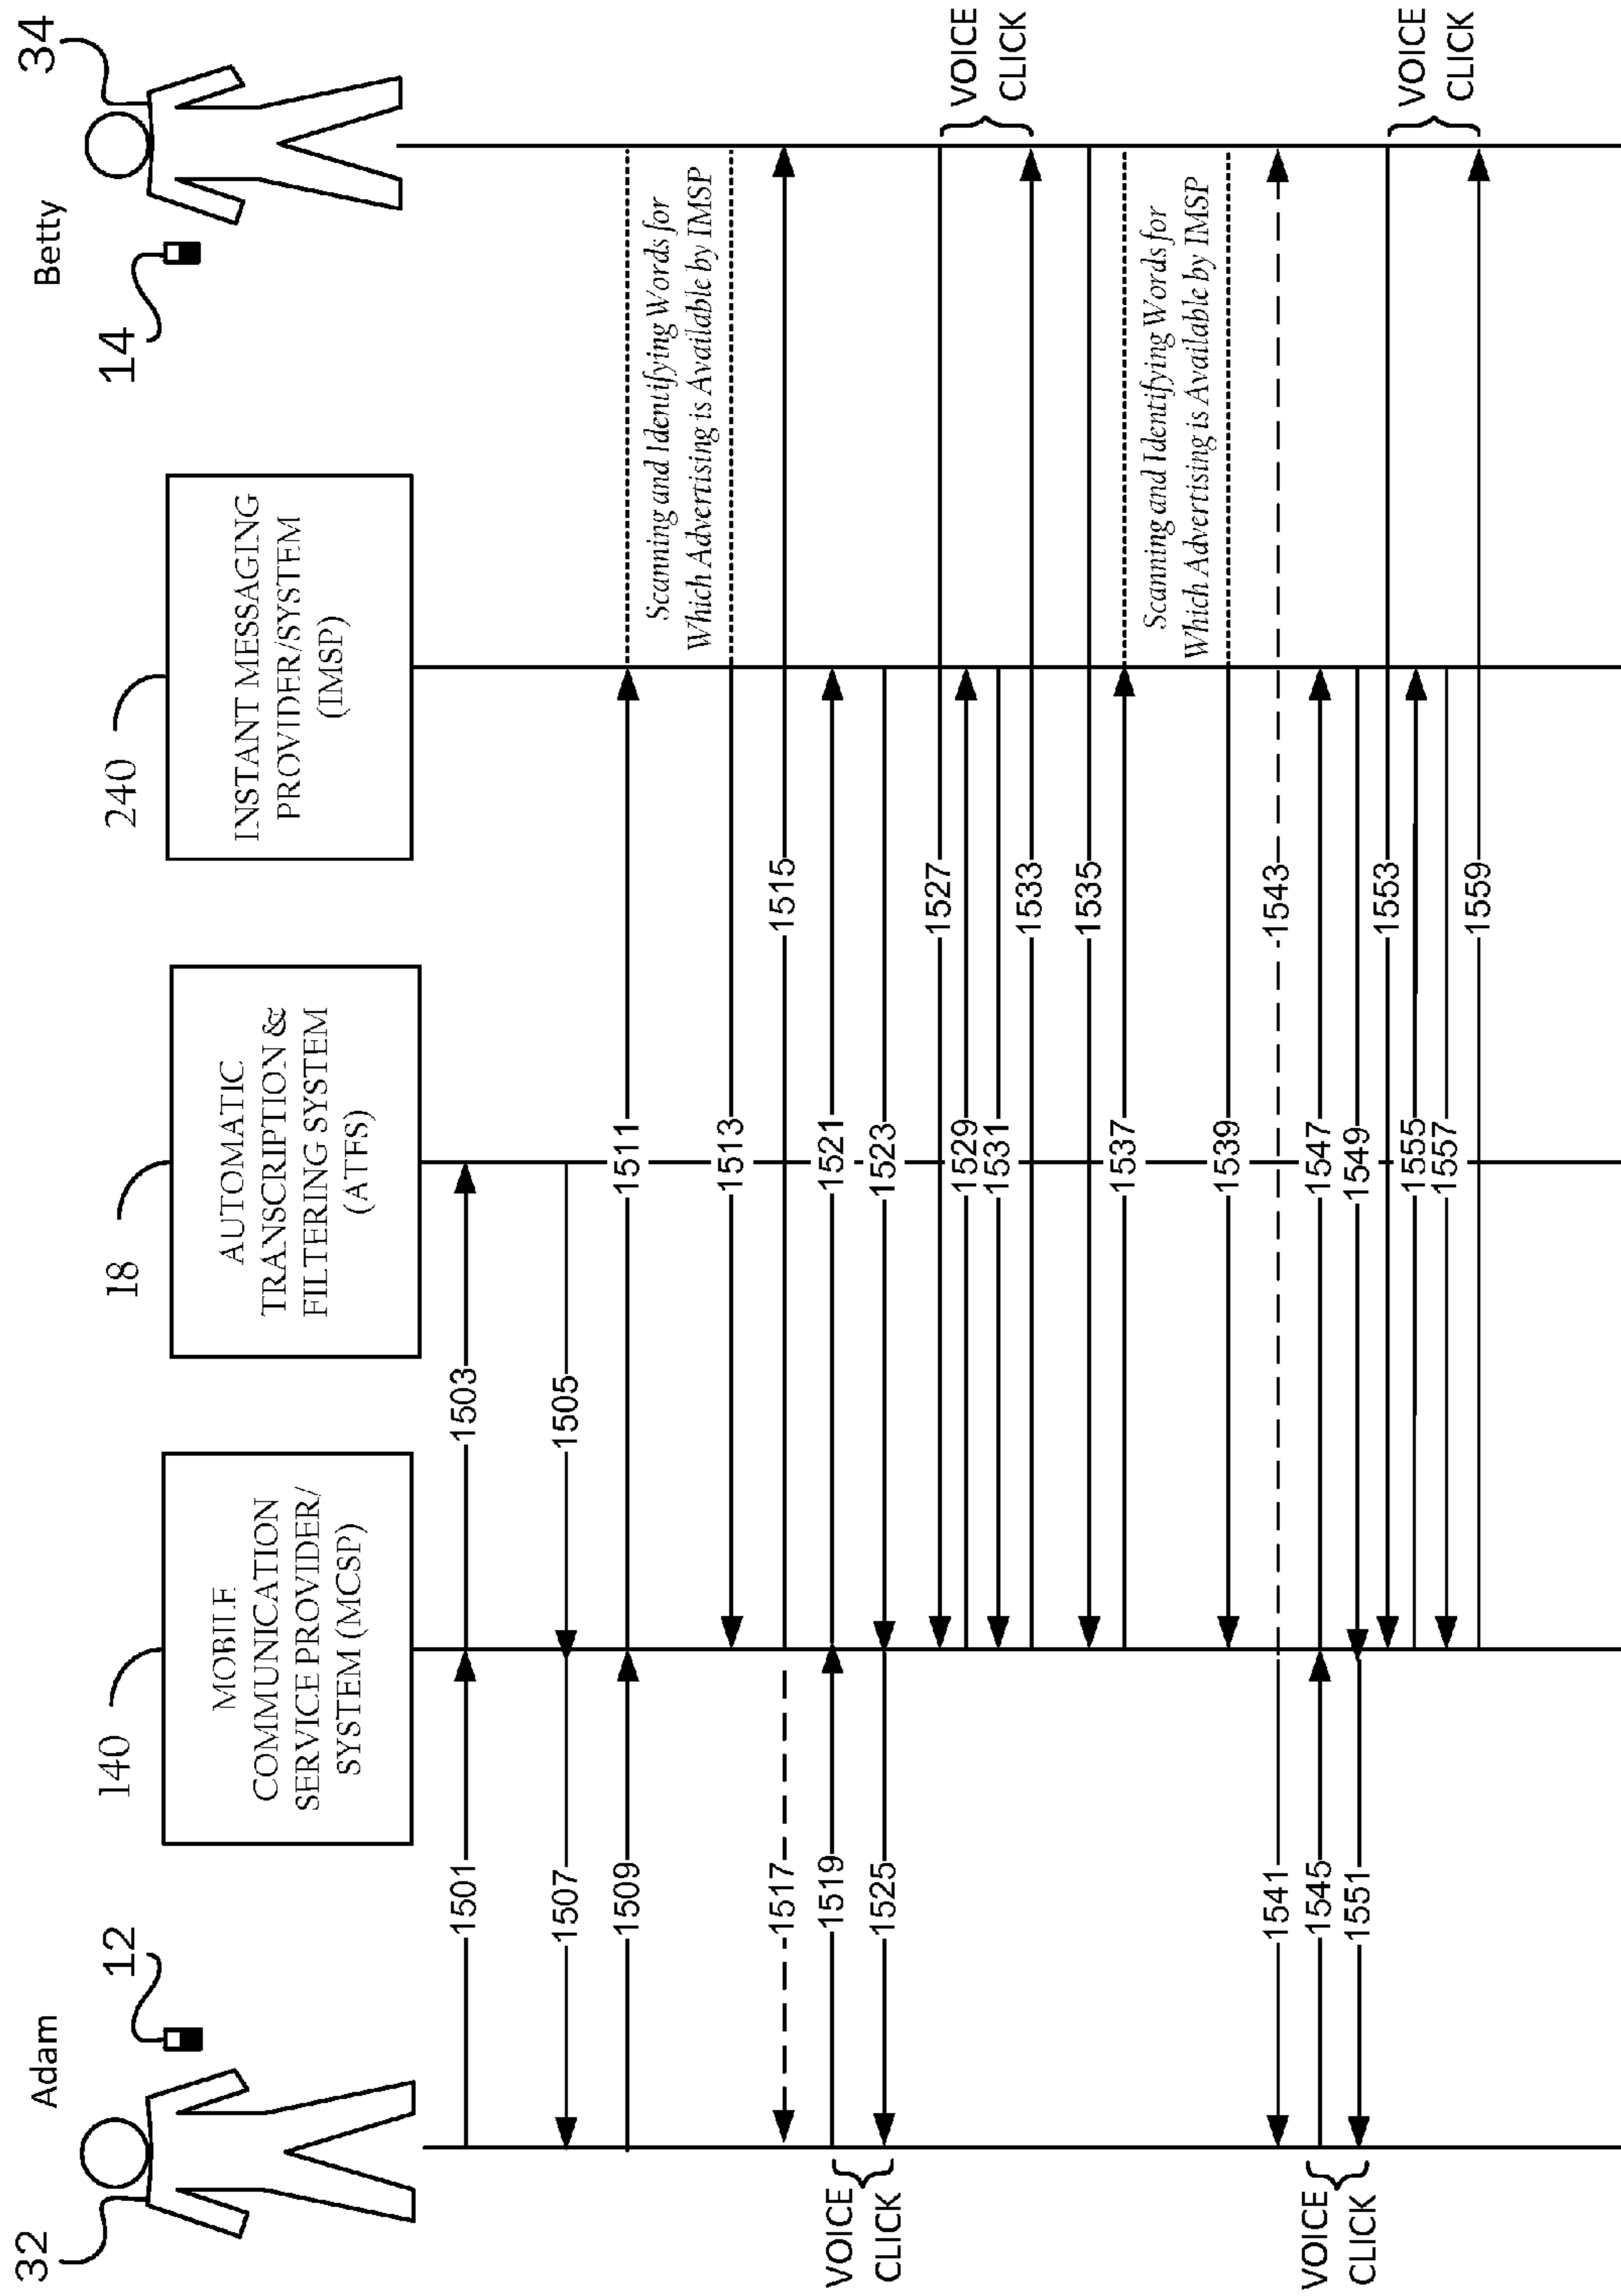 Adam
32
12
140
MOBILE
COMMUNICATION
SERVICE PROVIDER/
SYSTEM (MCSP)
18
AUTOMATIC
TRANSCRIPTION &
FILTERING SYSTEM
(ATFS)
240
INSTANT MESSAGING
PROVIDER/SYSTEM
(IMSP)
Betty
14
34
1501
1503
1505
1507
1509
1511
Scanning and Identifying Words for
Which Advertising is Available by IMSP
1513
1515
1517
VOICE
CLICK
1519
1521
1523
1525
1527
1529
1531
1533
VOICE
CLICK
1535
1537
Scanning and Identifying Words for
Which Advertising is Available by IMSP
1539
1541
1543
VOICE
CLICK
1545
1547
1549
1551
1553
1555
1557
1559
VOICE
CLICK